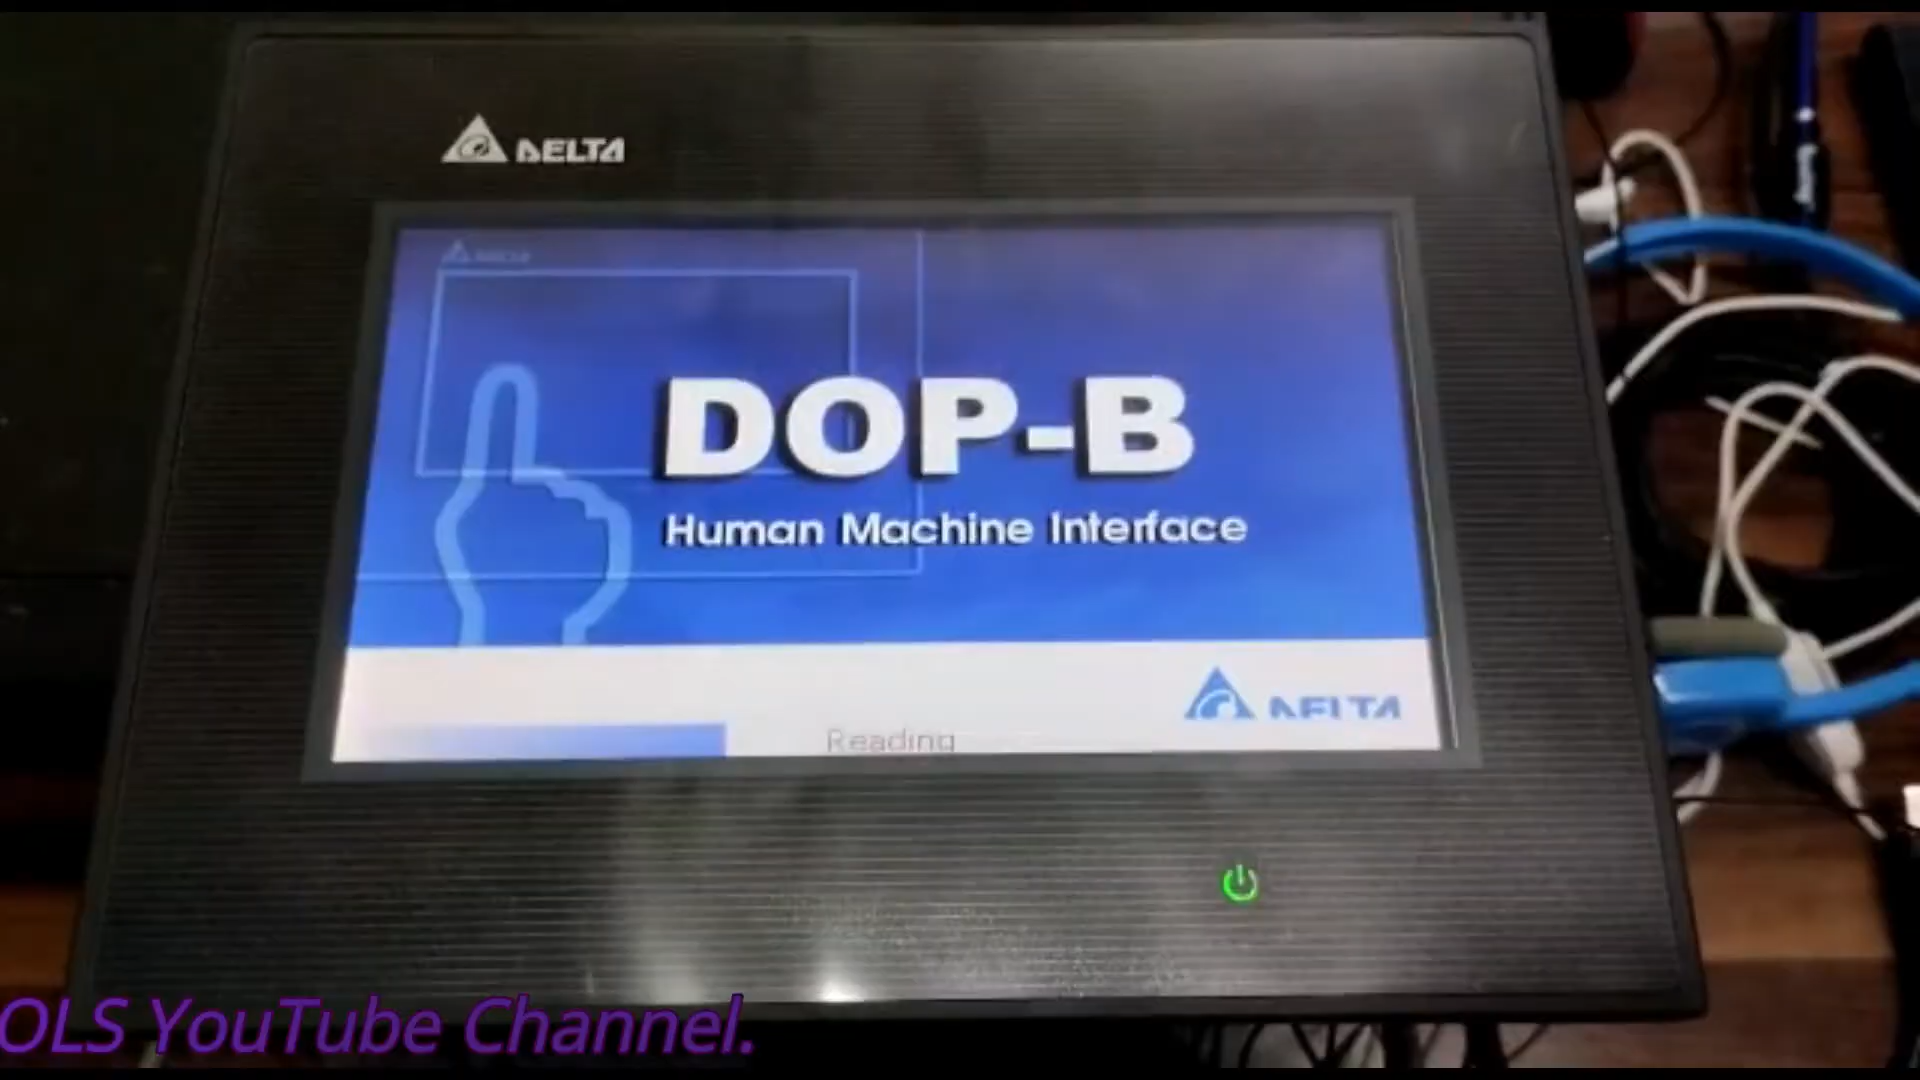 DELTA
DOP-B
Human Machine Interface
DELTA
Reading
OLS YouTube Channel.